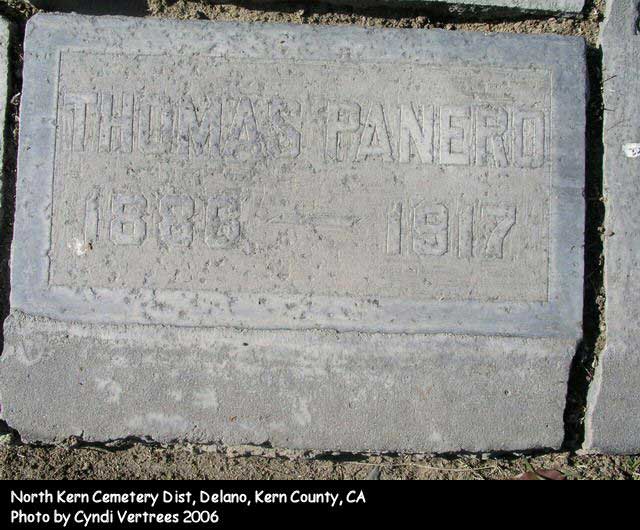 THOMAS PANERO
1886 — 1917
North Kern Cemetery Dist, Delano, Kern County, CA
Photo by Cyndi Vertrees 2006